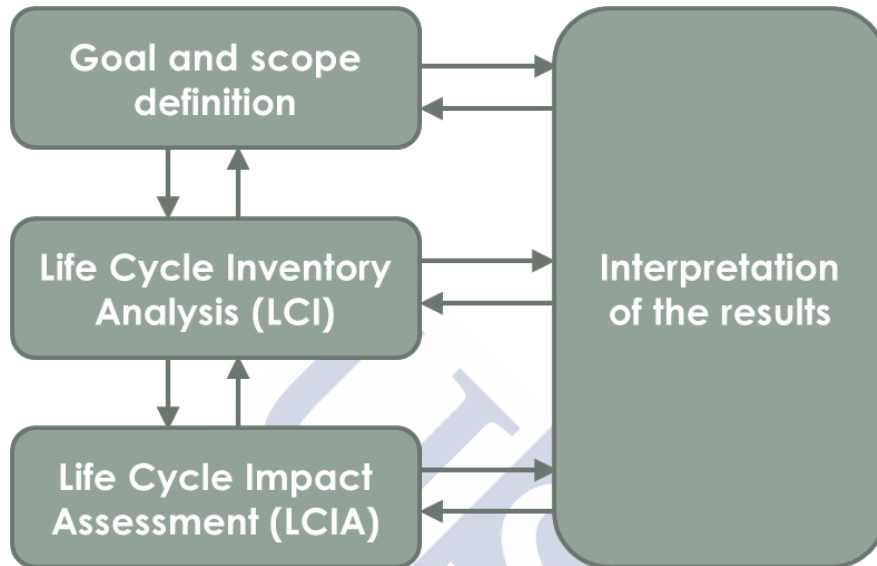 Goal and scope
definition
Life Cycle Inventory
Analysis (LCI)
Interpretation
of the results
Life Cycle Impact
Assessment (LCIA)